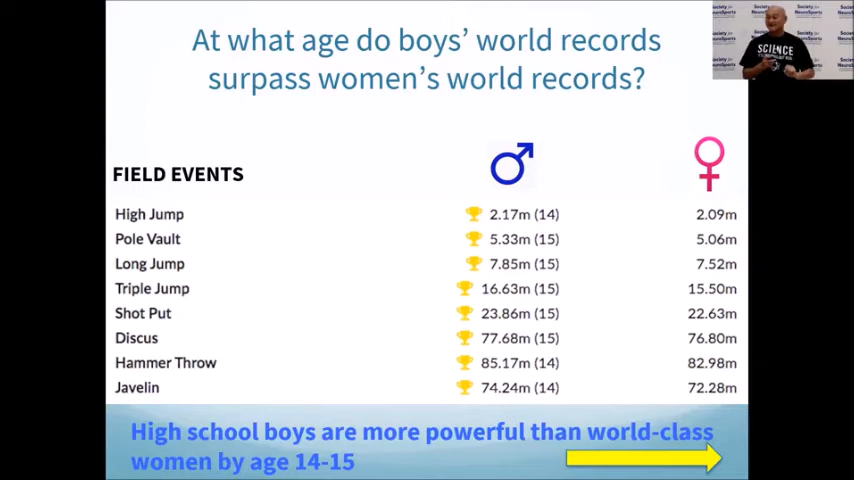 At what age do boys' world records
surpass women's world records?
Society for NeuroSports
SCIENCE
FIELD EVENTS
High Jump 2.17m (14) 2.09m
Pole Vault 5.33m (15) 5.06m
Long Jump 7.85m (15) 7.52m
Triple Jump 16.63m (15) 15.50m
Shot Put 23.86m (15) 22.63m
Discus 77.68m (15) 76.80m
Hammer Throw 85.17m (14) 82.98m
Javelin 74.24m (14) 72.28m
High school boys are more powerful than world-class
women by age 14-15